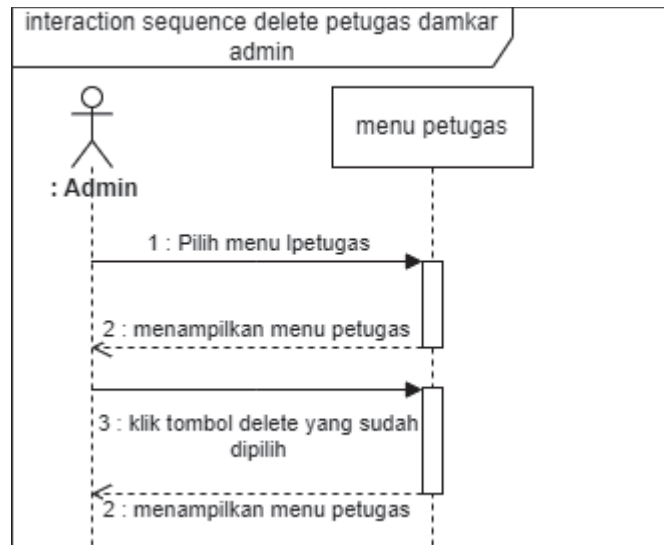 interaction sequence delete petugas damkar
admin
menu petugas
: Admin
1 : Pilih menu lpetugas
2 : menampilkan menu petugas
3 : klik tombol delete yang sudah
dipilih
2 : menampilkan menu petugas